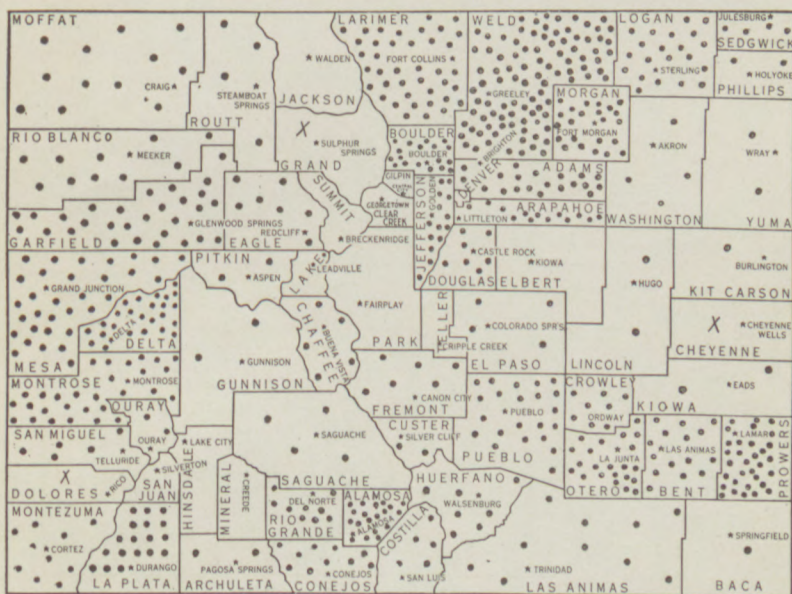 MOFFAT
LARIMER
WELD
LOGAN
JULESBURG
SEDGWICK
WALDEN
FORT COLLINS
STERLING
HOLYOKE
CRAIG
STEAMBOAT
SPRINGS
GREELEY
PHILLIPS
ROUTT
JACKSON
MORGAN
X
FORT MORGAN
RIO BLANCO
SULPHUR
SPRINGS
BOULDER
AKRON
MEEKER
BOULDER
BRIGHTON
WRAY
GRAND
GILPIN
CENTRAL
CITY
ADAMS
DENVER
SUMMIT
GEORGETOWN
CLEAR
CREEK
GOLDEN
JEFFERSON
ARAPAHOE
GLENWOOD SPRINGS
REDCLIFF
LITTLETON
WASHINGTON
YUMA
GARFIELD
EAGLE
BRECKENRIDGE
PITKIN
CASTLE ROCK
LAKE
LEADVILLE
KIOWA
BURLINGTON
ASPEN
DOUGLAS
ELBERT
HUGO
GRAND JUNCTION
KIT CARSON
FAIRPLAY
TELLER
X
DELTA
CHAFFEE
COLORADO SPR'S
CHEYENNE
WELLS
DELTA
BUENA VISTA
PARK
CRIPPLE CREEK
CHEYENNE
MESA
GUNNISON
EL PASO
LINCOLN
MONTROSE
MONTROSE
GUNNISON
CROWLEY
EADS
OURAY
CANON CITY
KIOWA
FREMONT
PUEBLO
ORDWAY
SAN MIGUEL
CUSTER
LAMAR
OURAY
LAKE CITY
SAGUACHE
SILVER CLIFF
LA JUNTA
LAS ANIMAS
PROWERS
TELLURIDE
PUEBLO
X
SILVERTON
HINSDALE
SAGUACHE
HUERFANO
DOLORES
RICO
SAN
JUAN
MINERAL
CREEDE
DEL NORTE
ALAMOSA
OTERO
BENT
MONTEZUMA
RIO
GRANDE
ALAMOSA
COSTILLA
WALSENBURG
SPRINGFIELD
CORTEZ
DURANGO
PAGOSA SPRINGS
CONEJOS
SAN LUIS
TRINIDAD
LA PLATA
ARCHULETA
CONEJOS
LAS ANIMAS
BACA